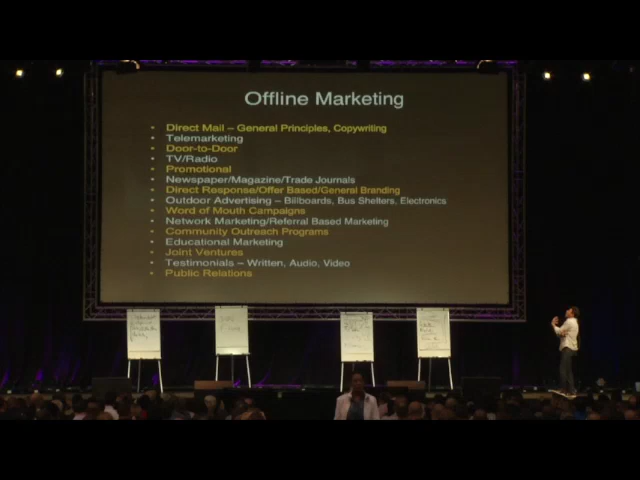 Offline Marketing
• Direct Mail – General Principles, Copywriting
• Telemarketing
• Door-to-Door
• TV/Radio
• Promotional
• Newspaper/Magazine/Trade Journals
• Direct Response/Offer Based/General Branding
• Outdoor Advertising – Billboards, Bus Shelters, Electronics
• Word of Mouth Campaigns
• Network Marketing/Referral Based Marketing
• Community Outreach Programs
• Educational Marketing
• Joint Ventures
• Testimonials – Written, Audio, Video
• Public Relations